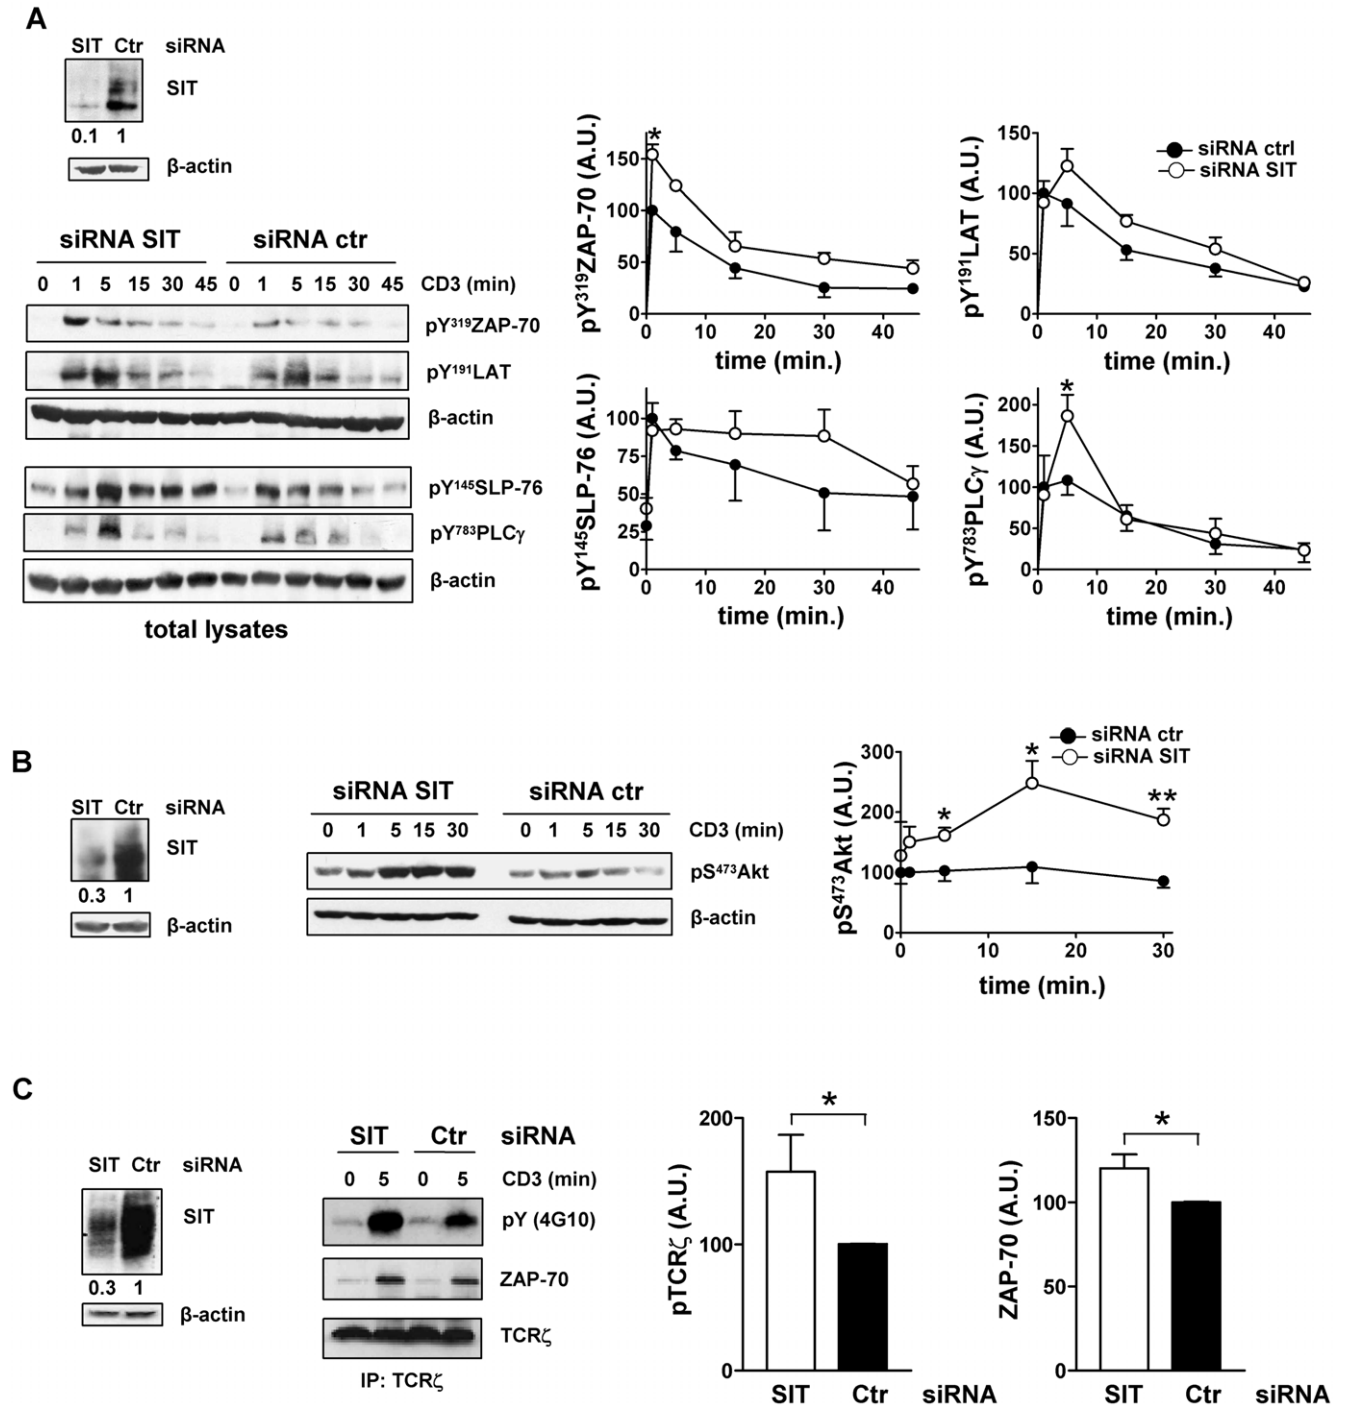 A
SIT Ctr siRNA
SIT
0.1 1
β-actin
siRNA SIT siRNA ctr
0 1 5 15 30 45 0 1 5 15 30 45 CD3 (min)
pY319ZAP-70
pY191LAT
β-actin
pY145SLP-76
pY783PLCγ
β-actin
total lysates
pY319ZAP-70 (A.U.)
150
100
50
0
*
0 10 20 30 40
time (min.)
pY191LAT (A.U.)
150
100
50
0
siRNA ctrl
siRNA SIT
0 10 20 30 40
time (min.)
pY145SLP-76 (A.U.)
100
75
50
25
0
0 10 20 30 40
time (min.)
pY783PLCγ (A.U.)
200
150
100
50
0
*
0 10 20 30 40
time (min.)
B
SIT Ctr siRNA
SIT
0.3 1
β-actin
siRNA SIT siRNA ctr
0 1 5 15 30 0 1 5 15 30 CD3 (min)
pS473Akt
β-actin
pS473Akt (A.U.)
300
200
100
0
siRNA ctr
siRNA SIT
* * **
0 10 20 30
time (min.)
C
SIT Ctr siRNA
SIT
0.3 1
β-actin
SIT Ctr siRNA
0 5 0 5 CD3 (min)
pY (4G10)
ZAP-70
TCRζ
IP: TCRζ
pTCRζ (A.U.)
200
100
0
*
SIT Ctr siRNA
ZAP-70 (A.U.)
150
100
50
0
*
SIT Ctr siRNA